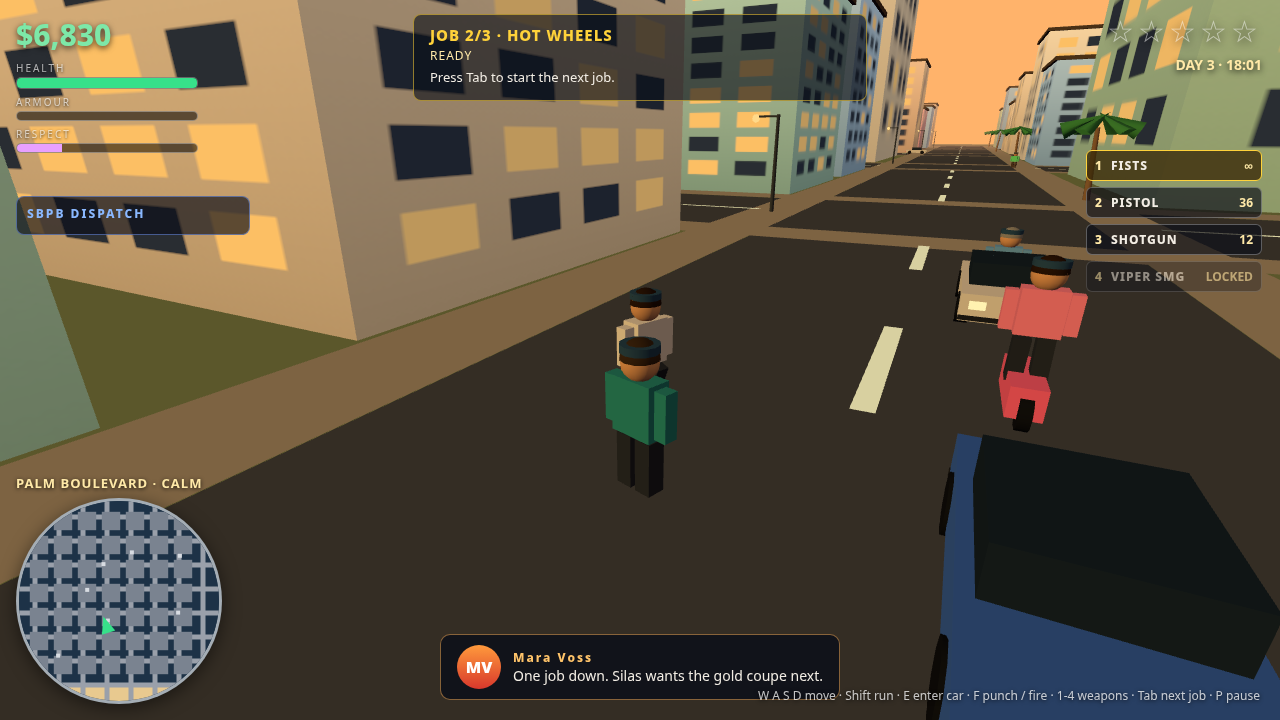 $6,830
HEALTH
ARMOUR
RESPECT
SBPB DISPATCH
JOB 2/3 · HOT WHEELS
READY
Press Tab to start the next job.
DAY 3 · 18:01
1 FISTS ∞
2 PISTOL 36
3 SHOTGUN 12
4 VIPER SMG LOCKED
PALM BOULEVARD · CALM
MV
Mara Voss
One job down. Silas wants the gold coupe next.
W A S D move · Shift run · E enter car · F punch / fire · 1-4 weapons · Tab next job · P pause